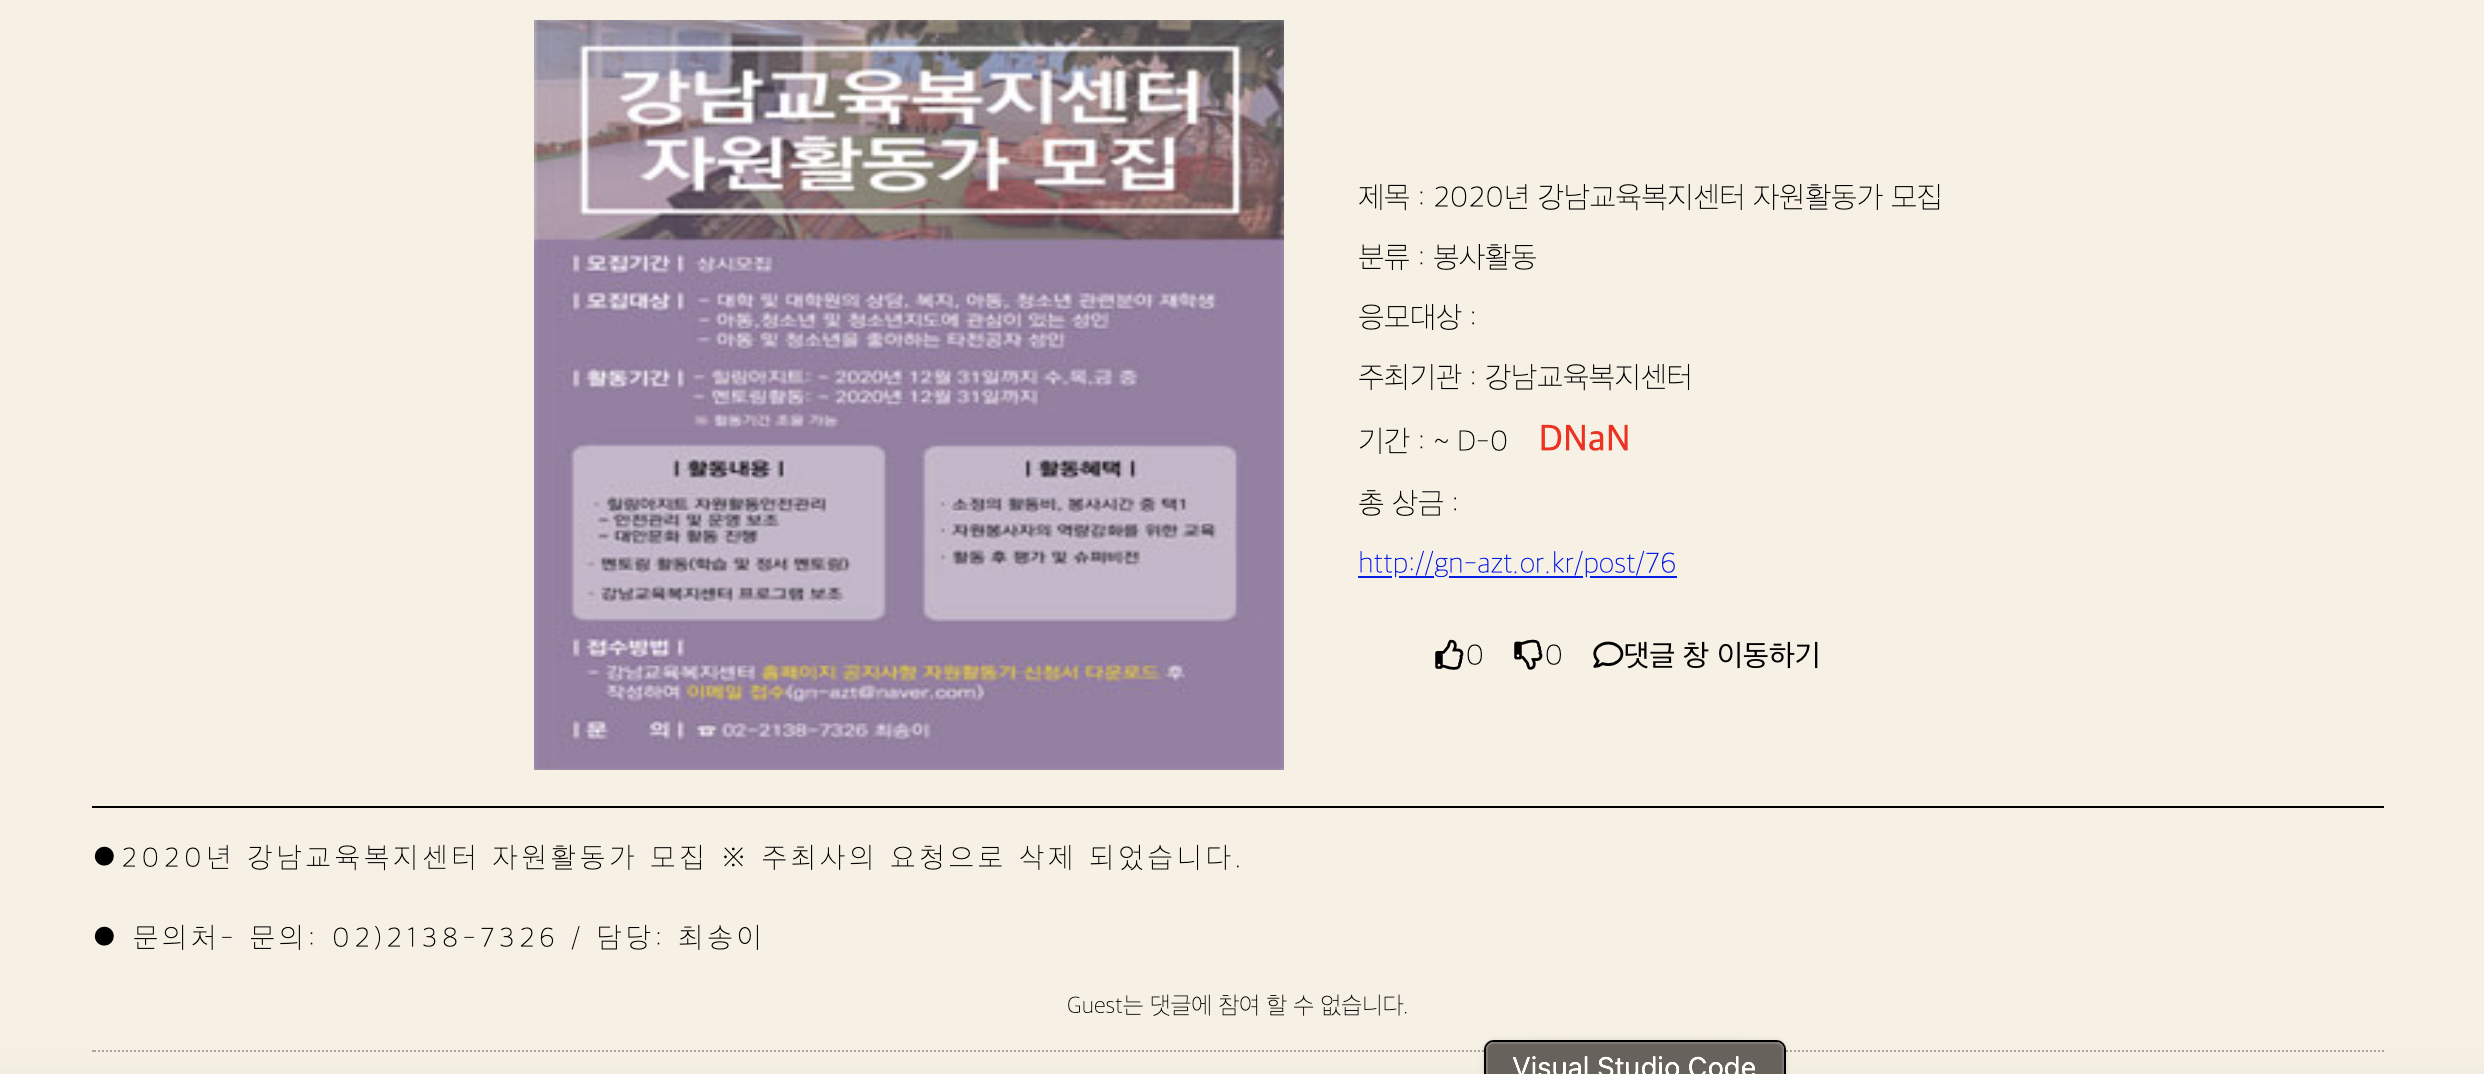 강남교육복지센터
자원활동가 모집
| 모집기간 | 상시모집
| 모집대상 | - 대학 및 대학원의 상담, 복지, 아동, 청소년 관련분야 재학생
- 아동,청소년 및 청소년지도에 관심이 있는 성인
- 아동 및 청소년을 좋아하는 타전공자 성인
| 활동기간 | - 힐링아지트: ~ 2020년 12월 31일까지 수,목,금 중
- 멘토링활동: ~ 2020년 12월 31일까지
※ 활동기간 조율 가능
| 활동내용 |
· 힐링아지트 자원활동안전관리
- 안전관리 및 운영 보조
- 대안문화 활동 진행
· 멘토링 활동(학습 및 정서 멘토링)
· 강남교육복지센터 프로그램 보조
| 활동혜택 |
· 소정의 활동비, 봉사시간 중 택1
· 자원봉사자의 역량강화를 위한 교육
· 활동 후 평가 및 슈퍼비전
| 접수방법 |
- 강남교육복지센터 홈페이지 공지사항 자원활동가 신청서 다운로드 후
작성하여 이메일 접수(gn-azt@naver.com)
| 문 의 | ☎ 02-2138-7326 최송이
제목 : 2020년 강남교육복지센터 자원활동가 모집
분류 : 봉사활동
응모대상 :
주최기관 : 강남교육복지센터
기간 : ~ D-0 DNaN
총 상금 :
http://gn-azt.or.kr/post/76
0 0 댓글 창 이동하기
●2020년 강남교육복지센터 자원활동가 모집 ※ 주최사의 요청으로 삭제 되었습니다.
● 문의처- 문의: 02)2138-7326 / 담당: 최송이
Guest는 댓글에 참여 할 수 없습니다.
Visual Studio Code